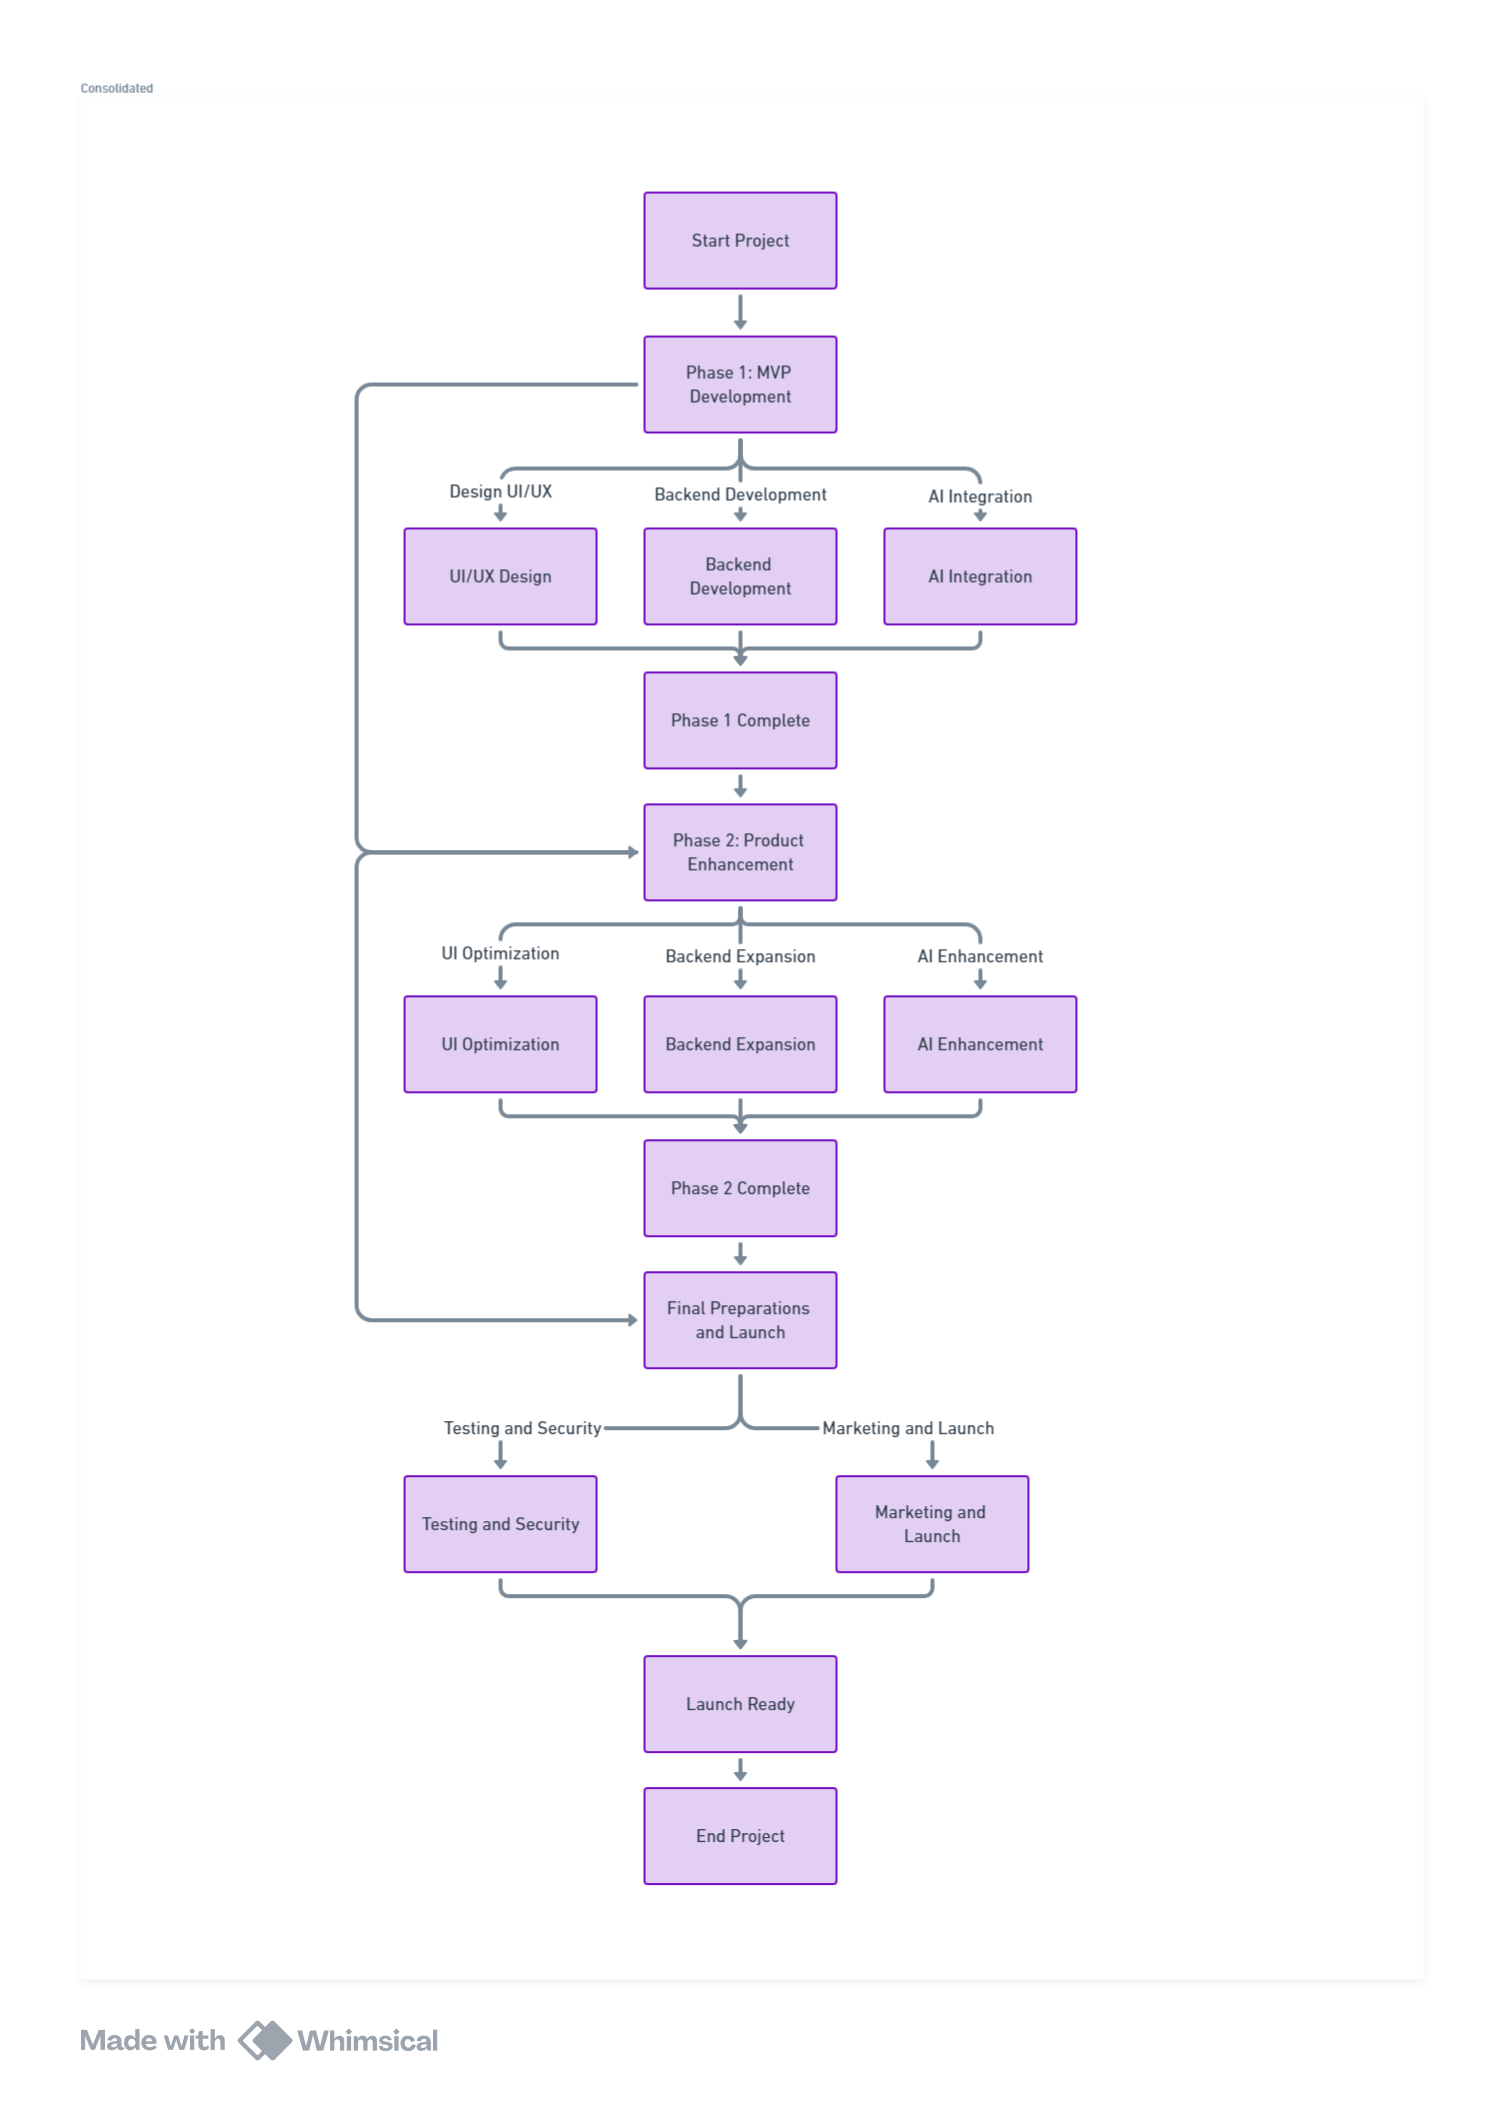 Consolidated
Start Project
Phase 1: MVP
Development
Design UI/UX
Backend Development
AI Integration
UI/UX Design
Backend
Development
AI Integration
Phase 1 Complete
Phase 2: Product
Enhancement
UI Optimization
Backend Expansion
AI Enhancement
UI Optimization
Backend Expansion
AI Enhancement
Phase 2 Complete
Final Preparations
and Launch
Testing and Security
Marketing and Launch
Testing and Security
Marketing and
Launch
Launch Ready
End Project
Made with Whimsical